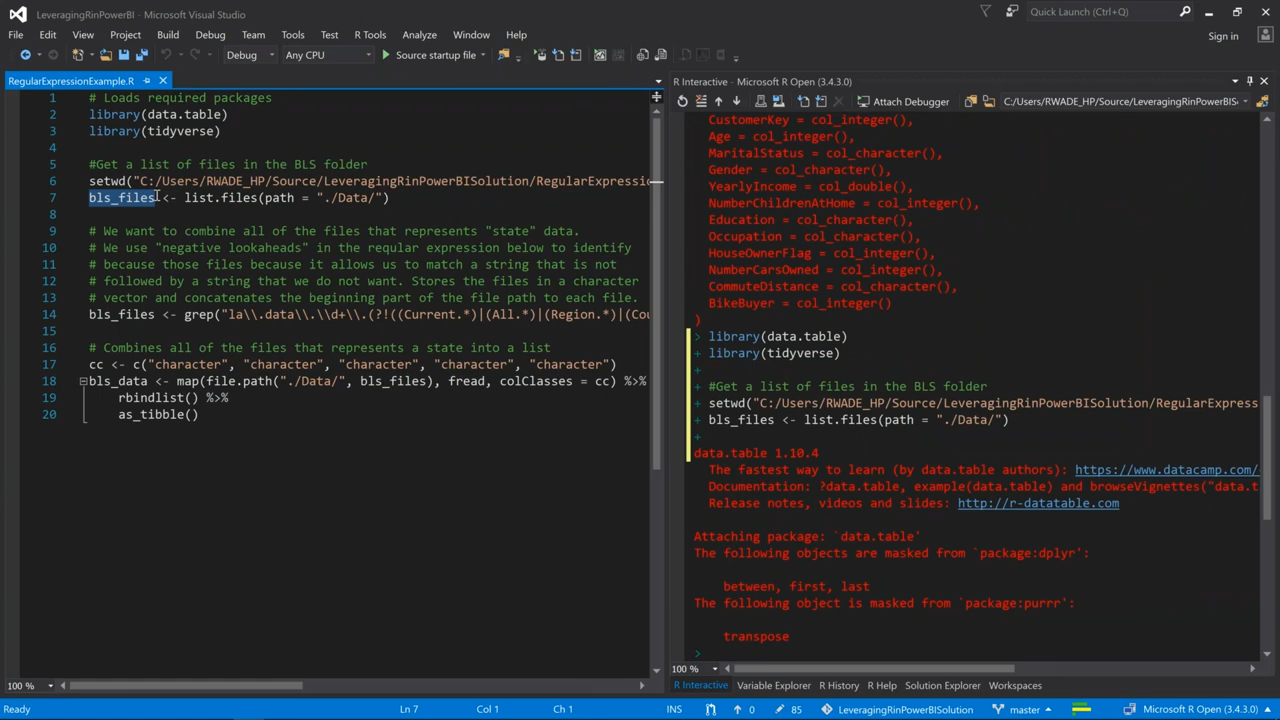 LeveragingRinPowerBI - Microsoft Visual Studio
Quick Launch (Ctrl+Q)
File Edit View Project Build Debug Team Tools Test R Tools Analyze Window Help
Sign in
Debug Any CPU Source startup file
RegularExpressionExample.R
1 # Loads required packages
2 library(data.table)
3 library(tidyverse)
4
5 #Get a list of files in the BLS folder
6 setwd("C:/Users/RWADE_HP/Source/LeveragingRinPowerBISolution/RegularExpressio
7 bls_files <- list.files(path = "./Data/")
8
9 # We want to combine all of the files that represents "state" data.
10 # We use "negative lookaheads" in the reqular expression below to identify
11 # because those files because it allows us to match a string that is not
12 # followed by a string that we do not want. Stores the files in a character
13 # vector and concatenates the beginning part of the file path to each file.
14 bls_files <- grep("la\\.data\\.\\d+\\.(?!((Current.*)|(All.*)|(Region.*)|(Cou
15
16 # Combines all of the files that represents a state into a list
17 cc <- c("character", "character", "character", "character", "character")
18 bls_data <- map(file.path("./Data/", bls_files), fread, colClasses = cc) %>%
19 rbindlist() %>%
20 as_tibble()
100 %
R Interactive - Microsoft R Open (3.4.3.0)
Attach Debugger C:/Users/RWADE_HP/Source/LeveragingRinPowerBIS
CustomerKey = col_integer(),
Age = col_integer(),
MaritalStatus = col_character(),
Gender = col_character(),
YearlyIncome = col_double(),
NumberChildrenAtHome = col_integer(),
Education = col_character(),
Occupation = col_character(),
HouseOwnerFlag = col_character(),
NumberCarsOwned = col_integer(),
CommuteDistance = col_character(),
BikeBuyer = col_integer()
)
> library(data.table)
+ library(tidyverse)
+
+ #Get a list of files in the BLS folder
+ setwd("C:/Users/RWADE_HP/Source/LeveragingRinPowerBISolution/RegularExpress
+ bls_files <- list.files(path = "./Data/")
+
data.table 1.10.4
The fastest way to learn (by data.table authors): https://www.datacamp.com/
Documentation: ?data.table, example(data.table) and browseVignettes("data.t
Release notes, videos and slides: http://r-datatable.com
Attaching package: `data.table'
The following objects are masked from `package:dplyr':
between, first, last
The following object is masked from `package:purrr':
transpose
>
100 %
R Interactive Variable Explorer R History R Help Solution Explorer Workspaces
Ready Ln 7 Col 1 Ch 1 INS 0 85 LeveragingRinPowerBISolution master Microsoft R Open (3.4.3.0)